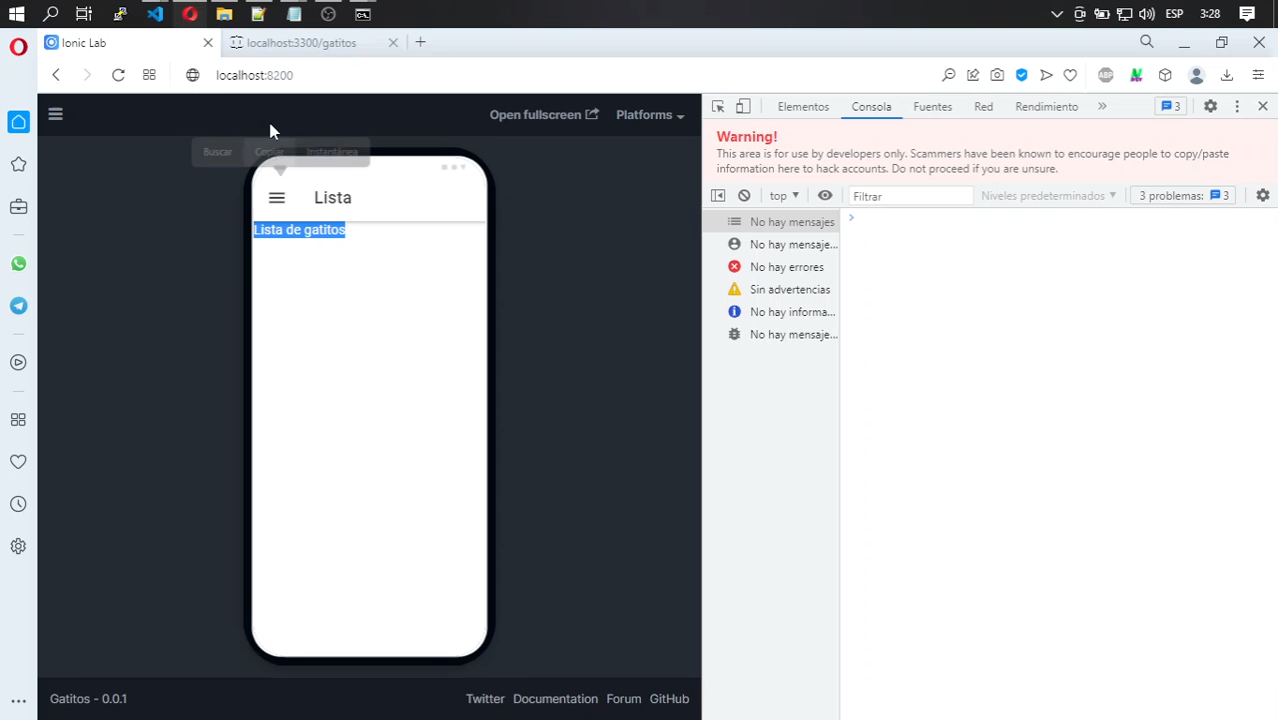 ESP 3:28
Ionic Lab
localhost:3300/gatitos
localhost:8200
ABP
Open fullscreen
Platforms
Buscar Copiar Instantánea
Lista
Lista de gatitos
Elementos Consola Fuentes Red Rendimiento » 3
Warning!
This area is for use by developers only. Scammers have been known to encourage people to copy/paste
information here to hack accounts. Do not proceed if you are unsure.
top Filtrar Niveles predeterminados 3 problemas: 3
No hay mensajes
No hay mensaje...
No hay errores
Sin advertencias
No hay informa...
No hay mensaje...
Gatitos - 0.0.1
Twitter Documentation Forum GitHub